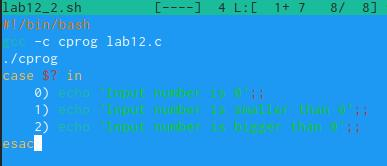 lab12_2.sh [----] 4 L:[ 1+ 7 8/ 8]
#!/bin/bash
gcc -c cprog lab12.c
./cprog
case $? in
0) echo 'Input number is 0';;
1) echo 'Input number is smaller than 0';;
2) echo 'Input number is bigger than 0';;
esac